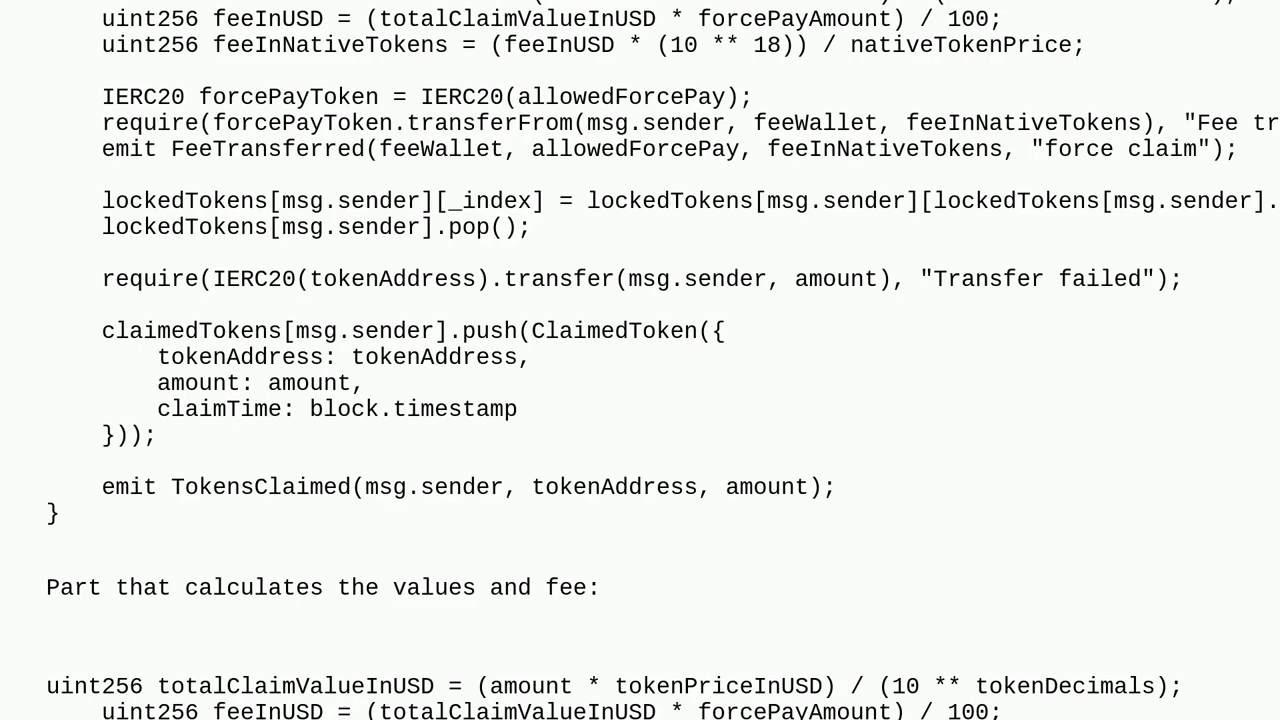 uint256 feeInUSD = (totalClaimValueInUSD * forcePayAmount) / 100;
uint256 feeInNativeTokens = (feeInUSD * (10 ** 18)) / nativeTokenPrice;
IERC20 forcePayToken = IERC20(allowedForcePay);
require(forcePayToken.transferFrom(msg.sender, feeWallet, feeInNativeTokens), "Fee tr
emit FeeTransferred(feeWallet, allowedForcePay, feeInNativeTokens, "force claim");
lockedTokens[msg.sender][_index] = lockedTokens[msg.sender][lockedTokens[msg.sender].
lockedTokens[msg.sender].pop();
require(IERC20(tokenAddress).transfer(msg.sender, amount), "Transfer failed");
claimedTokens[msg.sender].push(ClaimedToken({
tokenAddress: tokenAddress,
amount: amount,
claimTime: block.timestamp
}));
emit TokensClaimed(msg.sender, tokenAddress, amount);
}
Part that calculates the values and fee:
uint256 totalClaimValueInUSD = (amount * tokenPriceInUSD) / (10 ** tokenDecimals);
uint256 feeInUSD = (totalClaimValueInUSD * forcePayAmount) / 100;